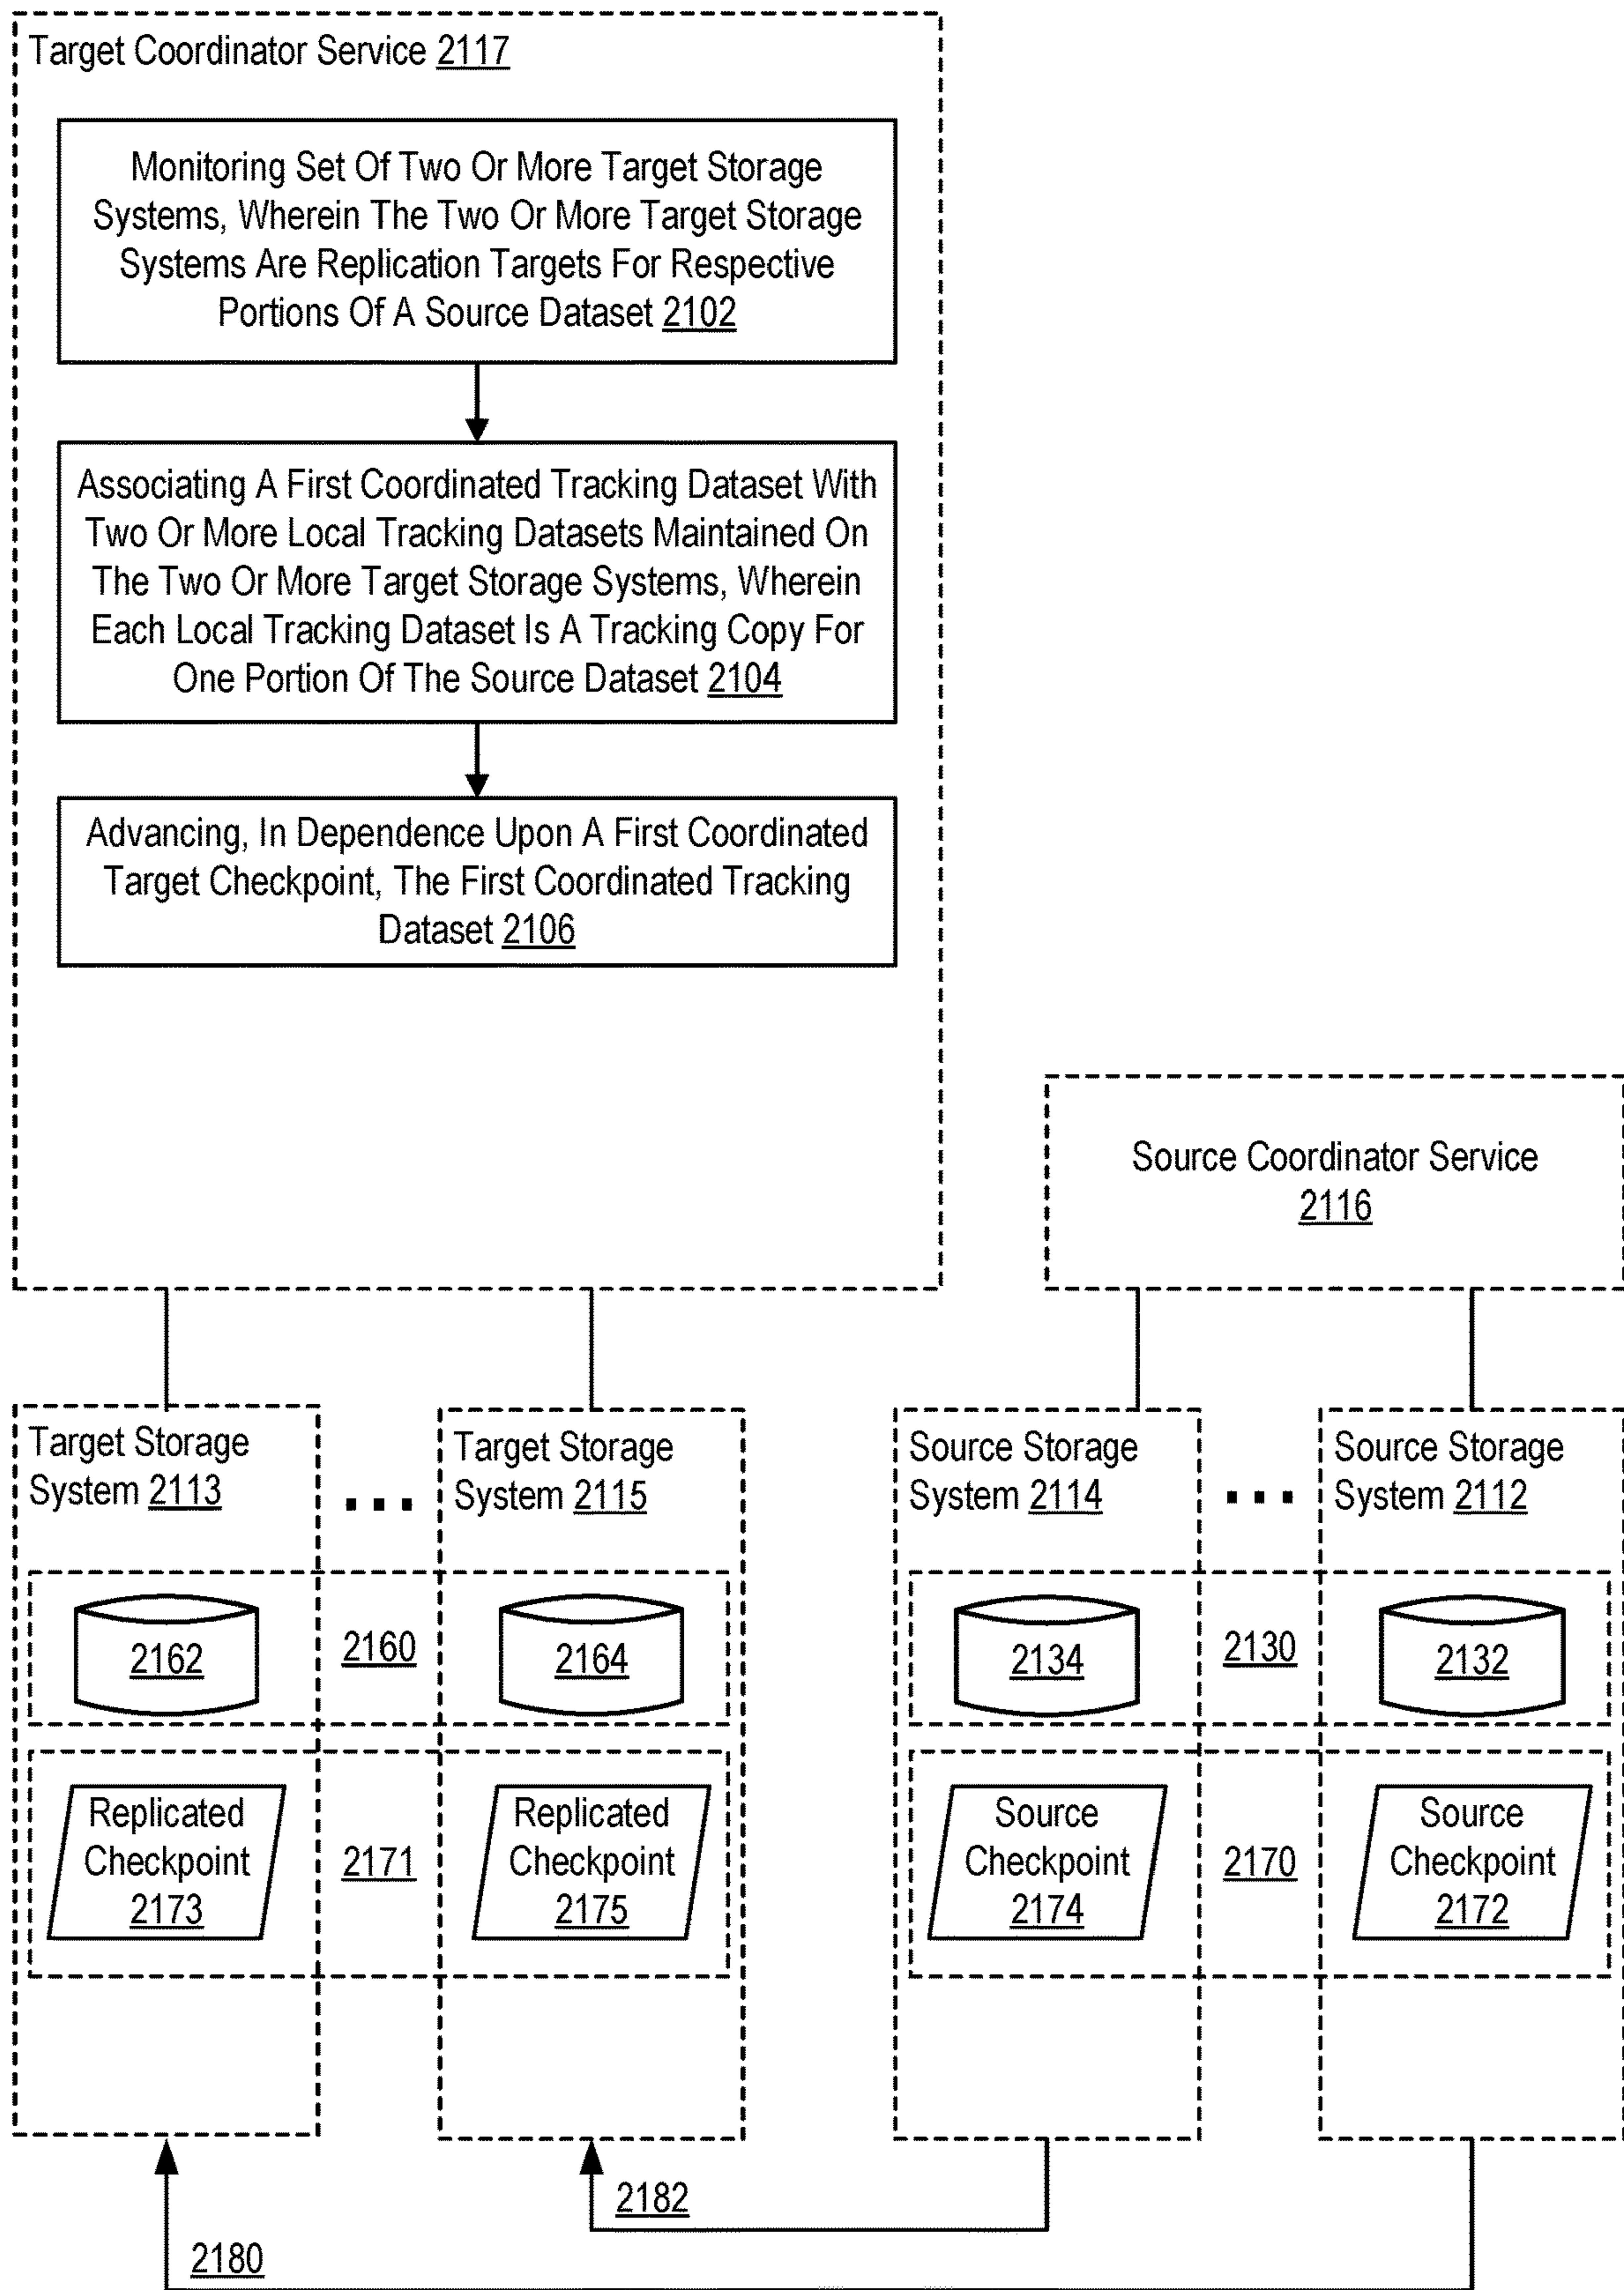 Target Coordinator Service 2117
Monitoring Set Of Two Or More Target Storage
Systems, Wherein The Two Or More Target Storage
Systems Are Replication Targets For Respective
Portions Of A Source Dataset 2102
Associating A First Coordinated Tracking Dataset With
Two Or More Local Tracking Datasets Maintained On
The Two Or More Target Storage Systems, Wherein
Each Local Tracking Dataset Is A Tracking Copy For
One Portion Of The Source Dataset 2104
Advancing, In Dependence Upon A First Coordinated
Target Checkpoint, The First Coordinated Tracking
Dataset 2106
Source Coordinator Service
2116
Target Storage
System 2113
...
Target Storage
System 2115
Source Storage
System 2114
...
Source Storage
System 2112
2162
2160
2164
2134
2130
2132
Replicated
Checkpoint
2173
2171
Replicated
Checkpoint
2175
Source
Checkpoint
2174
2170
Source
Checkpoint
2172
2182
2180